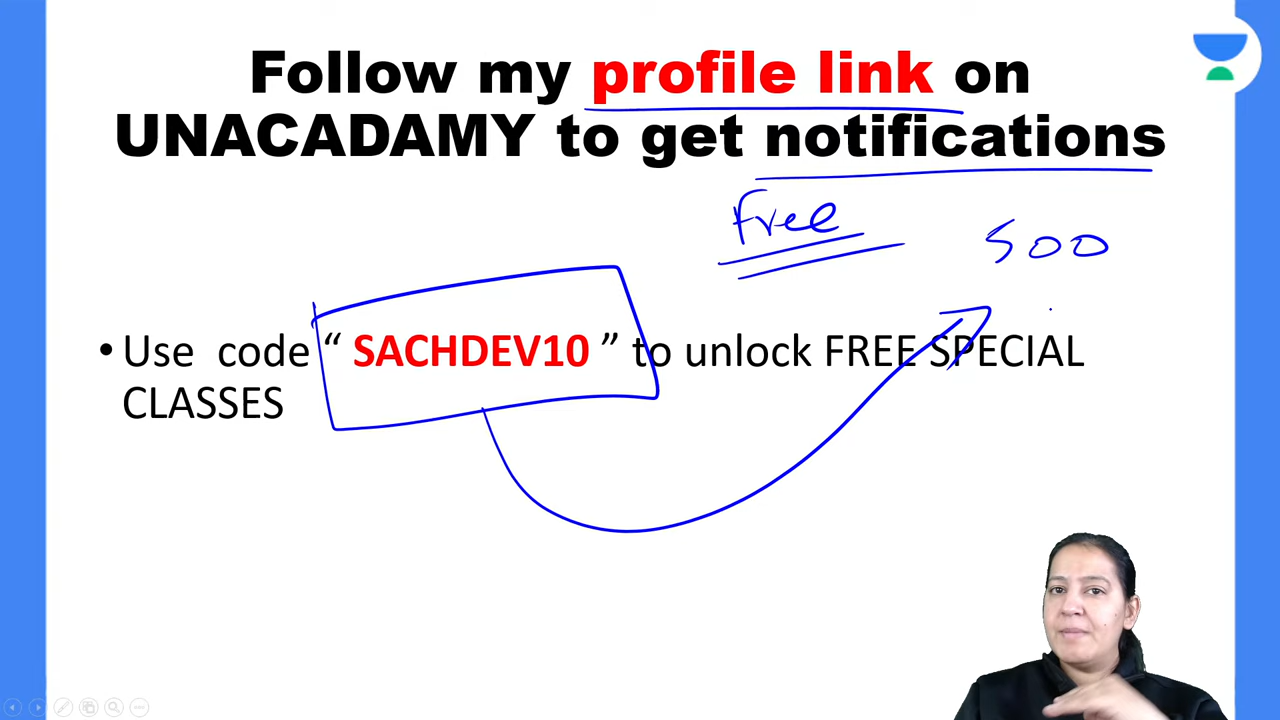 Follow my profile link on
UNACADAMY to get notifications
Free
500
• Use code “ SACHDEV10 ” to unlock FREE SPECIAL
CLASSES